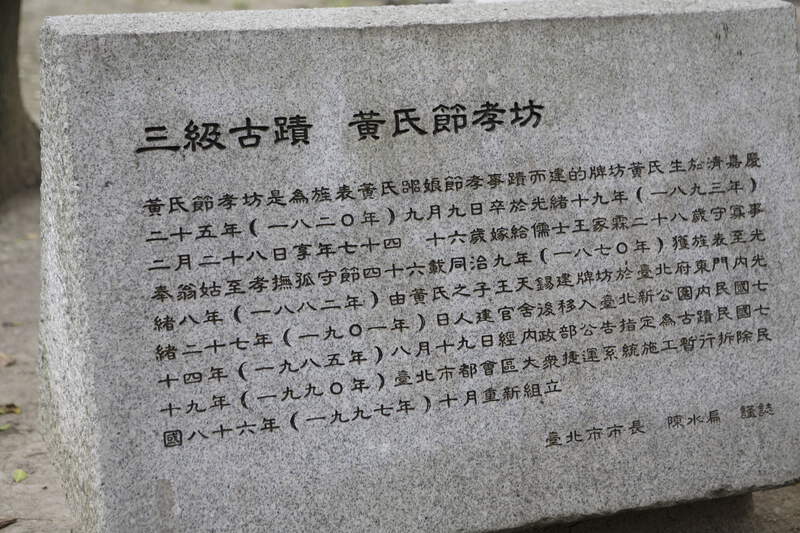 三級古蹟　黃氏節孝坊
黃氏節孝坊是為旌表黃氏䎖娘節孝事蹟而建的牌坊黃氏生於清嘉慶
二十五年(一八二〇年)九月九日卒於光緒十九年(一八九三年)
二月二十八日享年七十四　十六歲嫁給儒士王家霖二十八歲守寡事
奉翁姑至孝撫孤守節四十六載同治九年(一八七〇年)獲旌表至光
緒八年(一八八二年)由黃氏之子王天錫建牌坊於臺北府東門內光
緒二十七年(一九〇一年)日人建官舍後移入臺北新公園內民國七
十四年(一九八五年)八月十九日經內政部公告指定為古蹟民國七
十九年(一九九〇年)臺北市都會區大眾捷運系統施工暫行拆除民
國八十六年(一九九七年)十月重新組立
臺北市市長　陳水扁　謹誌